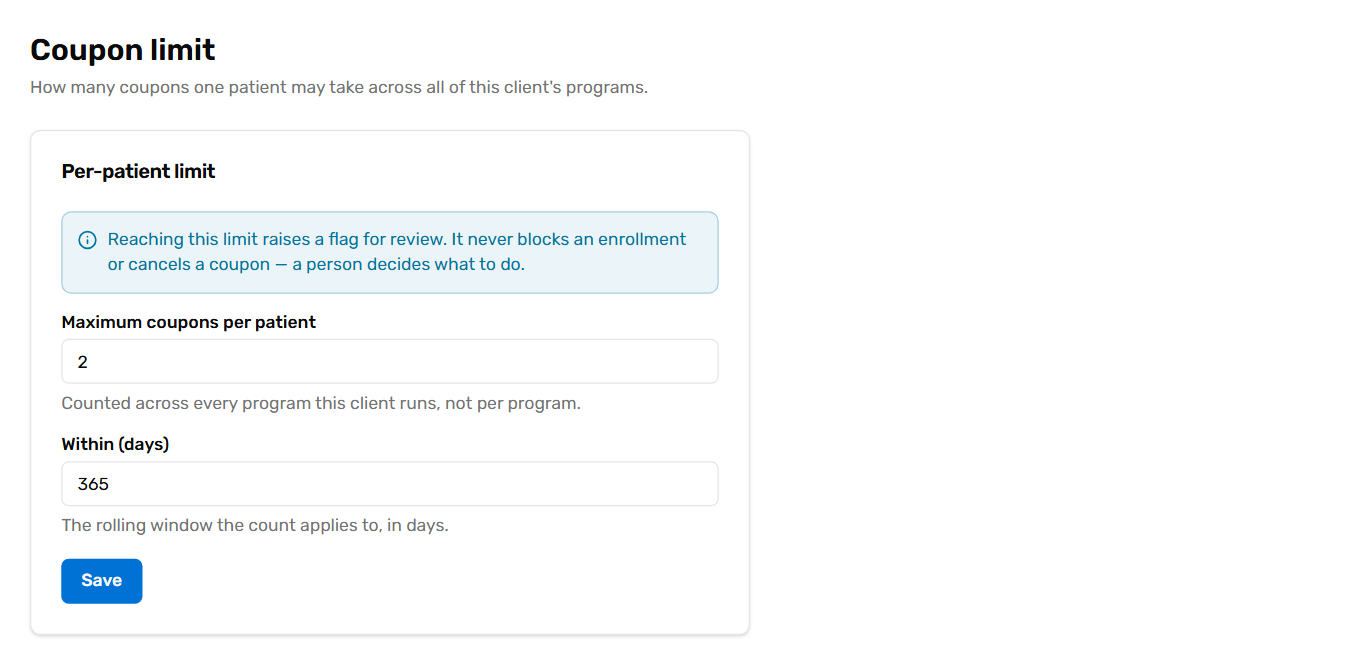 Coupon limit
How many coupons one patient may take across all of this client's programs.
Per-patient limit
Reaching this limit raises a flag for review. It never blocks an enrollment
or cancels a coupon — a person decides what to do.
Maximum coupons per patient
2
Counted across every program this client runs, not per program.
Within (days)
365
The rolling window the count applies to, in days.
Save